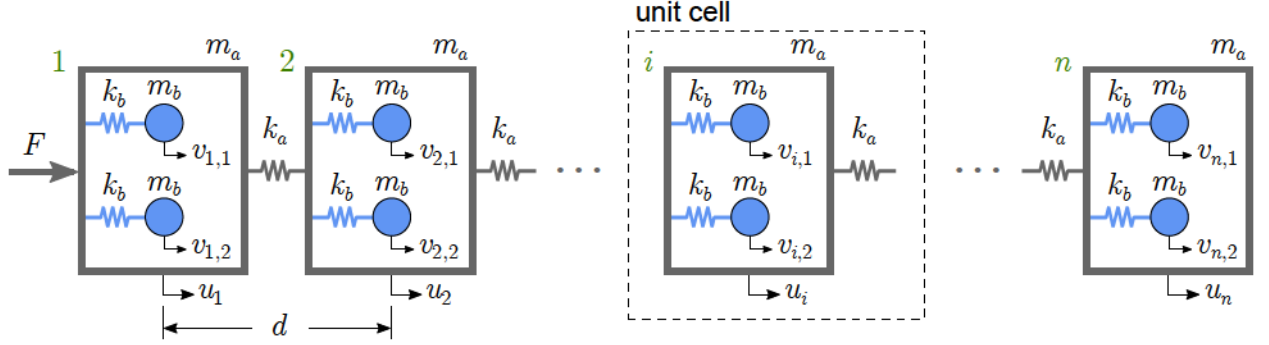 unit cell
1 m_a 2 m_a i m_a n m_a
k_b m_b k_b m_b k_b m_b k_b m_b
F v_{1,1} k_a v_{2,1} k_a ··· v_{i,1} k_a ··· k_a v_{n,1}
k_b m_b k_b m_b k_b m_b k_b m_b
v_{1,2} v_{2,2} v_{i,2} v_{n,2}
u_1 u_2 u_i u_n
d